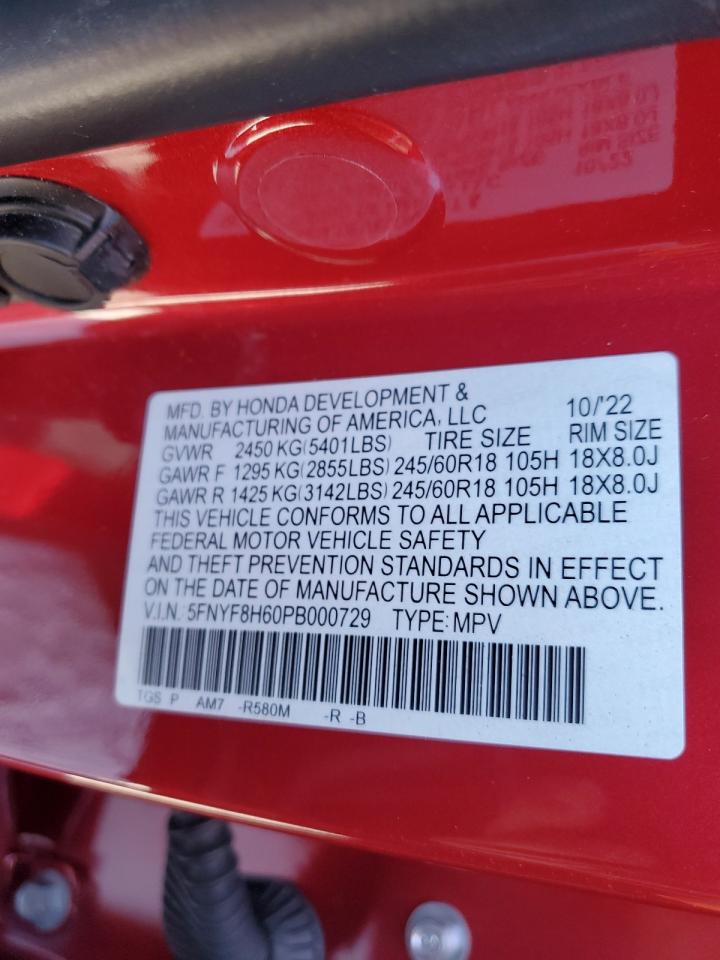 MFD. BY HONDA DEVELOPMENT & 10/'22
MANUFACTURING OF AMERICA, LLC
GVWR 2450 KG(5401LBS) TIRE SIZE RIM SIZE
GAWR F 1295 KG(2855LBS) 245/60R18 105H 18X8.0J
GAWR R 1425 KG(3142LBS) 245/60R18 105H 18X8.0J
THIS VEHICLE CONFORMS TO ALL APPLICABLE
FEDERAL MOTOR VEHICLE SAFETY
AND THEFT PREVENTION STANDARDS IN EFFECT
ON THE DATE OF MANUFACTURE SHOWN ABOVE.
V.I.N.: 5FNYF8H60PB000729 TYPE: MPV
TGS P AM7 -R580M -R -B